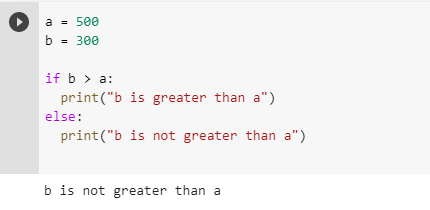 a = 500
b = 300
if b > a:
  print("b is greater than a")
else:
  print("b is not greater than a")
b is not greater than a